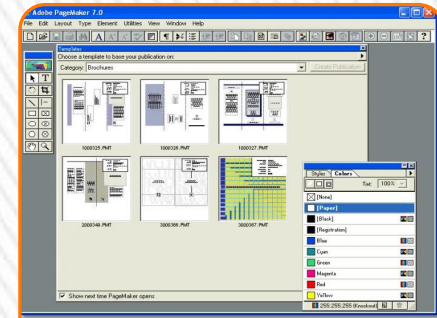 Adobe PageMaker 7.0
File Edit Layout Type Element Utilities View Window Help
Templates
Choose a template to base your publication on:
Category: Brochures
Create Publication
1000325.PMT
1000326.PMT
1000327.PMT
2000348.PMT
3000366.PMT
3000367.PMT
Show next time PageMaker opens
Styles Colors
Tint: 100%
[None]
[Paper]
[Black]
[Registration]
Blue
Cyan
Green
Magenta
Red
Yellow
255.255.255 (Knockout)